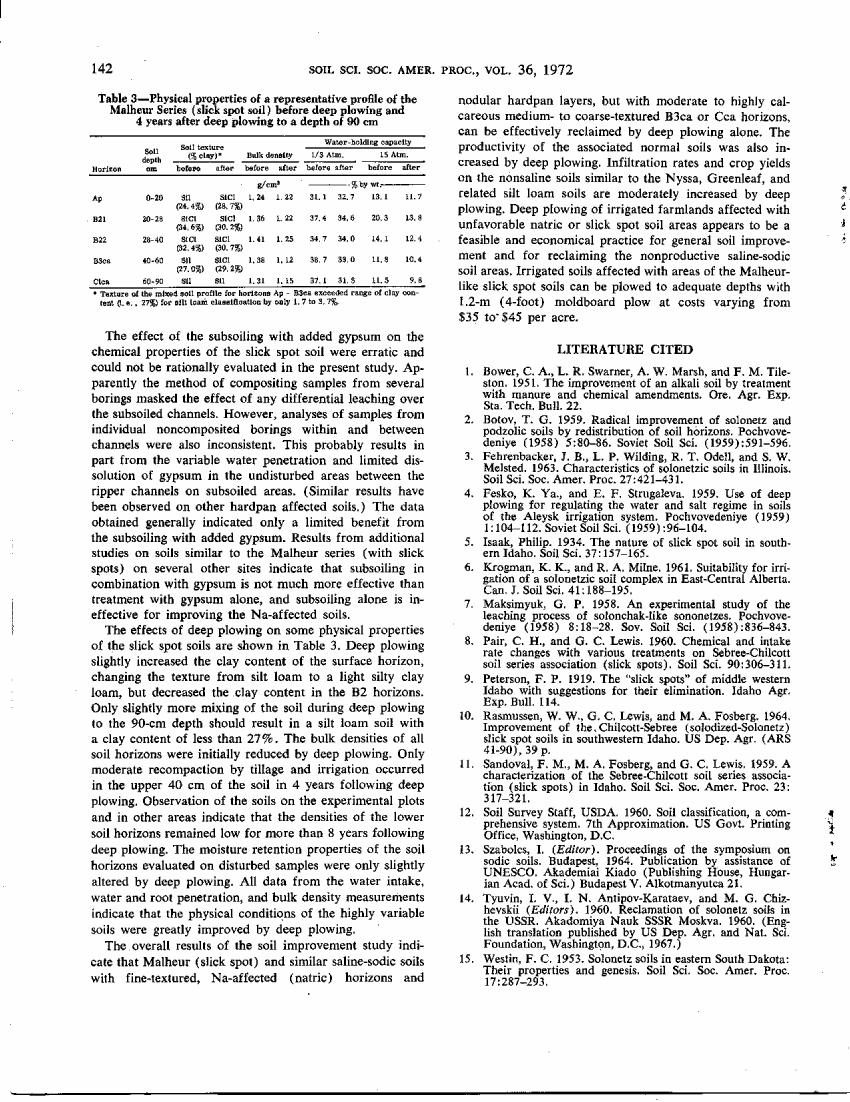 142
SOIL SCI. SOC. AMER. PROC., VOL. 36, 1972
Table 3—Physical properties of a representative profile of the
Malheur Series (slick spot soil) before deep plowing and
4 years after deep plowing to a depth of 90 cm
Horizon Soil depth cm Soil texture (% clay)* Bulk density Water-holding capacity
1/3 Atm. 15 Atm.
before after before after before after before after
g/cm³ % by wt.
Ap 0-20 Sil SiCl 1.24 1.22 31.1 32.7 13.1 11.7
(24.4%) (28.7%)
B21 20-28 SiCl SiCl 1.36 1.22 37.4 34.6 20.3 13.8
(34.6%) (30.2%)
B22 28-40 SiCl SiCl 1.41 1.25 34.7 34.0 14.1 12.4
(32.4%) (30.7%)
B3ca 40-60 Sil SiCl 1.38 1.12 38.7 33.0 11.8 10.4
(27.0%) (29.2%)
C1ca 60-90 Sil Sil 1.31 1.15 37.1 31.5 11.5 9.8
* Texture of the mixed soil profile for horizons Ap - B3ca exceeded range of clay con-
tent (i.e., 27%) for silt loam classification by only 1.7 to 3.7%.
The effect of the subsoiling with added gypsum on the
chemical properties of the slick spot soil were erratic and
could not be rationally evaluated in the present study. Ap-
parently the method of compositing samples from several
borings masked the effect of any differential leaching over
the subsoiled channels. However, analyses of samples from
individual noncomposited borings within and between
channels were also inconsistent. This probably results in
part from the variable water penetration and limited dis-
solution of gypsum in the undisturbed areas between the
ripper channels on subsoiled areas. (Similar results have
been observed on other hardpan affected soils.) The data
obtained generally indicated only a limited benefit from
the subsoiling with added gypsum. Results from additional
studies on soils similar to the Malheur series (with slick
spots) on several other sites indicate that subsoiling in
combination with gypsum is not much more effective than
treatment with gypsum alone, and subsoiling alone is in-
effective for improving the Na-affected soils.
The effects of deep plowing on some physical properties
of the slick spot soils are shown in Table 3. Deep plowing
slightly increased the clay content of the surface horizon,
changing the texture from silt loam to a light silty clay
loam, but decreased the clay content in the B2 horizons.
Only slightly more mixing of the soil during deep plowing
to the 90-cm depth should result in a silt loam soil with
a clay content of less than 27%. The bulk densities of all
soil horizons were initially reduced by deep plowing. Only
moderate recompaction by tillage and irrigation occurred
in the upper 40 cm of the soil in 4 years following deep
plowing. Observation of the soils on the experimental plots
and in other areas indicate that the densities of the lower
soil horizons remained low for more than 8 years following
deep plowing. The moisture retention properties of the soil
horizons evaluated on disturbed samples were only slightly
altered by deep plowing. All data from the water intake,
water and root penetration, and bulk density measurements
indicate that the physical conditions of the highly variable
soils were greatly improved by deep plowing.
The overall results of the soil improvement study indi-
cate that Malheur (slick spot) and similar saline-sodic soils
with fine-textured, Na-affected (natric) horizons and
nodular hardpan layers, but with moderate to highly cal-
careous medium- to coarse-textured B3ca or Cca horizons,
can be effectively reclaimed by deep plowing alone. The
productivity of the associated normal soils was also in-
creased by deep plowing. Infiltration rates and crop yields
on the nonsaline soils similar to the Nyssa, Greenleaf, and
related silt loam soils are moderately increased by deep
plowing. Deep plowing of irrigated farmlands affected with
unfavorable natric or slick spot soil areas appears to be a
feasible and economical practice for general soil improve-
ment and for reclaiming the nonproductive saline-sodic
soil areas. Irrigated soils affected with areas of the Malheur-
like slick spot soils can be plowed to adequate depths with
1.2-m (4-foot) moldboard plow at costs varying from
$35 to $45 per acre.
LITERATURE CITED
1. Bower, C. A., L. R. Swarner, A. W. Marsh, and F. M. Tile-
ston. 1951. The improvement of an alkali soil by treatment
with manure and chemical amendments. Ore. Agr. Exp.
Sta. Tech. Bull. 22.
2. Botov, T. G. 1959. Radical improvement of solonetz and
podzolic soils by redistribution of soil horizons. Pochvove-
deniye (1958) 5:80–86. Soviet Soil Sci. (1959):591–596.
3. Fehrenbacker, J. B., L. P. Wilding, R. T. Odell, and S. W.
Melsted. 1963. Characteristics of solonetzic soils in Illinois.
Soil Sci. Soc. Amer. Proc. 27:421–431.
4. Fesko, K. Ya., and E. F. Strugaleva. 1959. Use of deep
plowing for regulating the water and salt regime in soils
of the Aleysk irrigation system. Pochvovedeniye (1959)
1:104–112. Soviet Soil Sci. (1959):96–104.
5. Isaak, Philip. 1934. The nature of slick spot soil in south-
ern Idaho. Soil Sci. 37:157–165.
6. Krogman, K. K., and R. A. Milne. 1961. Suitability for irri-
gation of a solonetzic soil complex in East-Central Alberta.
Can. J. Soil Sci. 41:188–195.
7. Maksimyuk, G. P. 1958. An experimental study of the
leaching process of solonchak-like sononetzes. Pochvove-
deniye (1958) 8:18–28. Sov. Soil Sci. (1958):836–843.
8. Pair, C. H., and G. C. Lewis. 1960. Chemical and intake
rate changes with various treatments on Sebree-Chilcott
soil series association (slick spots). Soil Sci. 90:306–311.
9. Peterson, F. P. 1919. The "slick spots" of middle western
Idaho with suggestions for their elimination. Idaho Agr.
Exp. Bull. 114.
10. Rasmussen, W. W., G. C. Lewis, and M. A. Fosberg. 1964.
Improvement of the Chilcott-Sebree (solodized-Solonetz)
slick spot soils in southwestern Idaho. US Dep. Agr. (ARS
41-90), 39 p.
11. Sandoval, F. M., M. A. Fosberg, and G. C. Lewis. 1959. A
characterization of the Sebree-Chilcott soil series associa-
tion (slick spots) in Idaho. Soil Sci. Soc. Amer. Proc. 23:
317–321.
12. Soil Survey Staff, USDA. 1960. Soil classification, a com-
prehensive system. 7th Approximation. US Govt. Printing
Office, Washington, D.C.
13. Szabolcs, I. (Editor). Proceedings of the symposium on
sodic soils. Budapest, 1964. Publication by assistance of
UNESCO. Akademiai Kiado (Publishing House, Hungar-
ian Acad. of Sci.) Budapest V. Alkotmanyutca 21.
14. Tyuvin, I. V., I. N. Antipov-Karataev, and M. G. Chiz-
hevskii (Editors). 1960. Reclamation of solonetz soils in
the USSR. Akadomiya Nauk SSSR Moskva. 1960. (Eng-
lish translation published by US Dep. Agr. and Nat. Sci.
Foundation, Washington, D.C., 1967.)
15. Westin, F. C. 1953. Solonetz soils in eastern South Dakota:
Their properties and genesis. Soil Sci. Soc. Amer. Proc.
17:287–293.